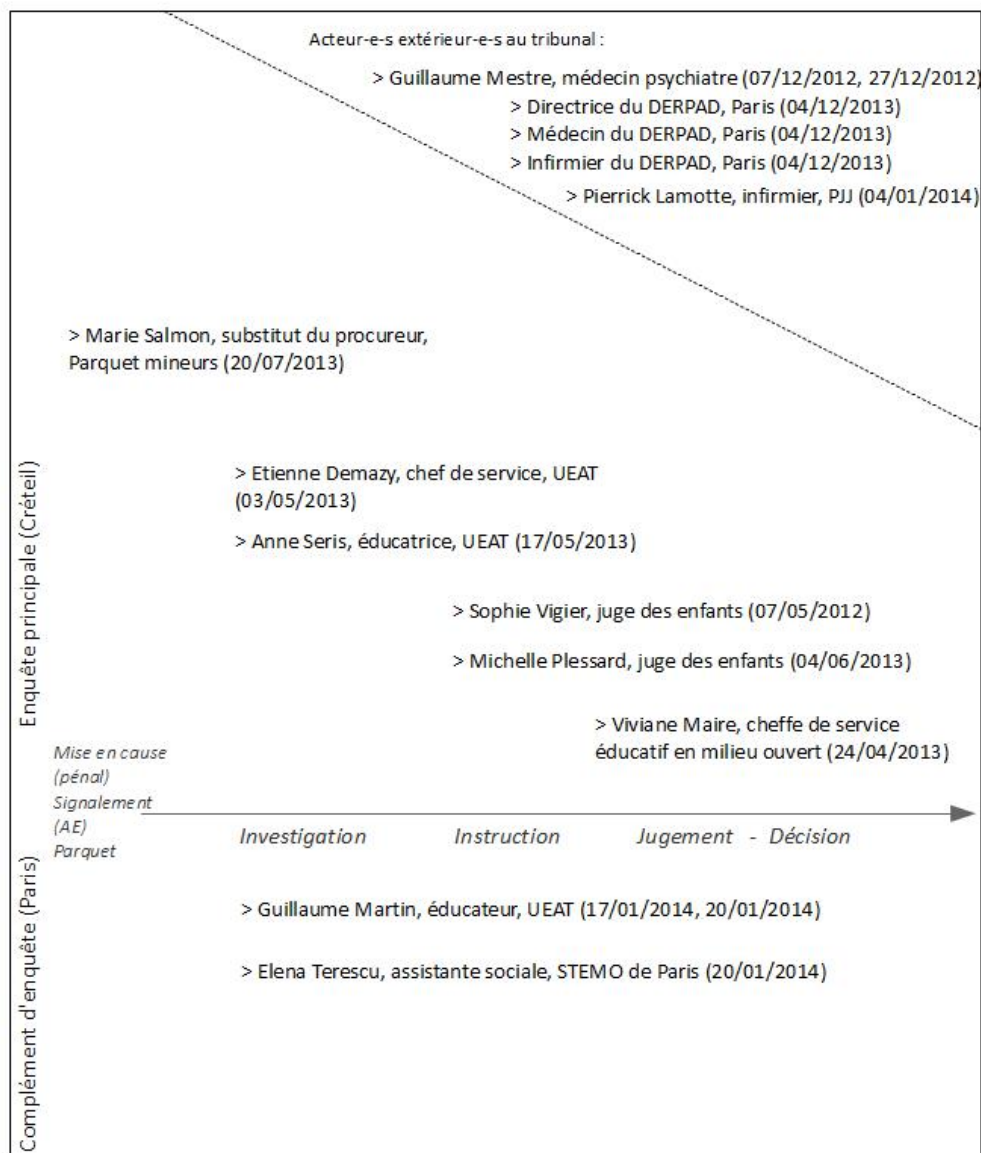 Acteur-e-s extérieur-e-s au tribunal :
> Guillaume Mestre, médecin psychiatre (07/12/2012, 27/12/2012)
> Directrice du DERPAD, Paris (04/12/2013)
> Médecin du DERPAD, Paris (04/12/2013)
> Infirmier du DERPAD, Paris (04/12/2013)
> Pierrick Lamotte, infirmier, PJJ (04/01/2014)
> Marie Salmon, substitut du procureur,
Parquet mineurs (20/07/2013)
Enquête principale (Créteil)
> Etienne Demazy, chef de service, UEAT
(03/05/2013)
> Anne Seris, éducatrice, UEAT (17/05/2013)
> Sophie Vigier, juge des enfants (07/05/2012)
> Michelle Plessard, juge des enfants (04/06/2013)
> Viviane Maire, cheffe de service
éducatif en milieu ouvert (24/04/2013)
Mise en cause
(pénal)
Signalement
(AE)
Parquet
Investigation Instruction Jugement - Décision
Complément d'enquête (Paris)
> Guillaume Martin, éducateur, UEAT (17/01/2014, 20/01/2014)
> Elena Terescu, assistante sociale, STEMO de Paris (20/01/2014)